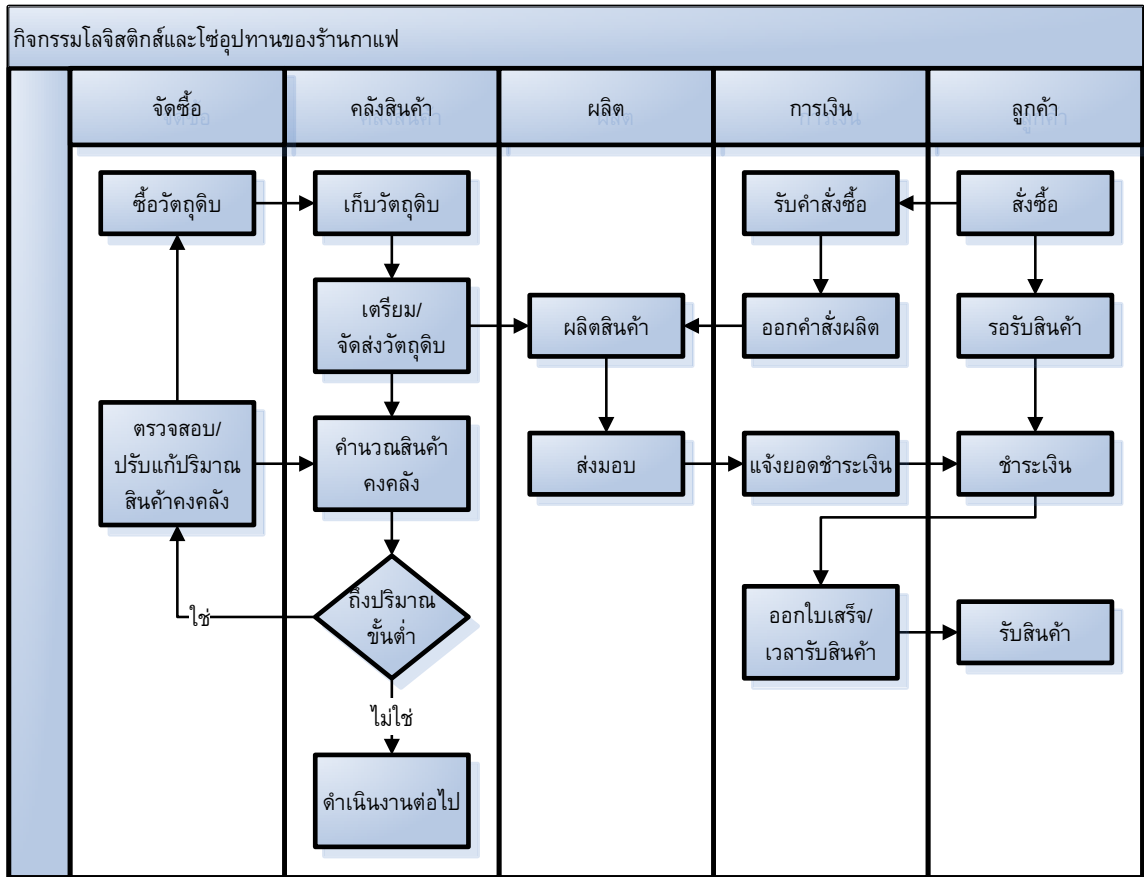 กิจกรรมโลจิสติกส์และโซ่อุปทานของร้านกาแฟ
จัดซื้อ
คลังสินค้า
ผลิต
การเงิน
ลูกค้า
ซื้อวัตถุดิบ
เก็บวัตถุดิบ
รับคำสั่งซื้อ
สั่งซื้อ
เตรียม/
จัดส่งวัตถุดิบ
ผลิตสินค้า
ออกคำสั่งผลิต
รอรับสินค้า
ตรวจสอบ/
ปรับแก้ปริมาณ
สินค้าคงคลัง
คำนวณสินค้า
คงคลัง
ส่งมอบ
แจ้งยอดชำระเงิน
ชำระเงิน
ใช่
ถึงปริมาณ
ขั้นต่ำ
ออกใบเสร็จ/
เวลารับสินค้า
รับสินค้า
ไม่ใช่
ดำเนินงานต่อไป